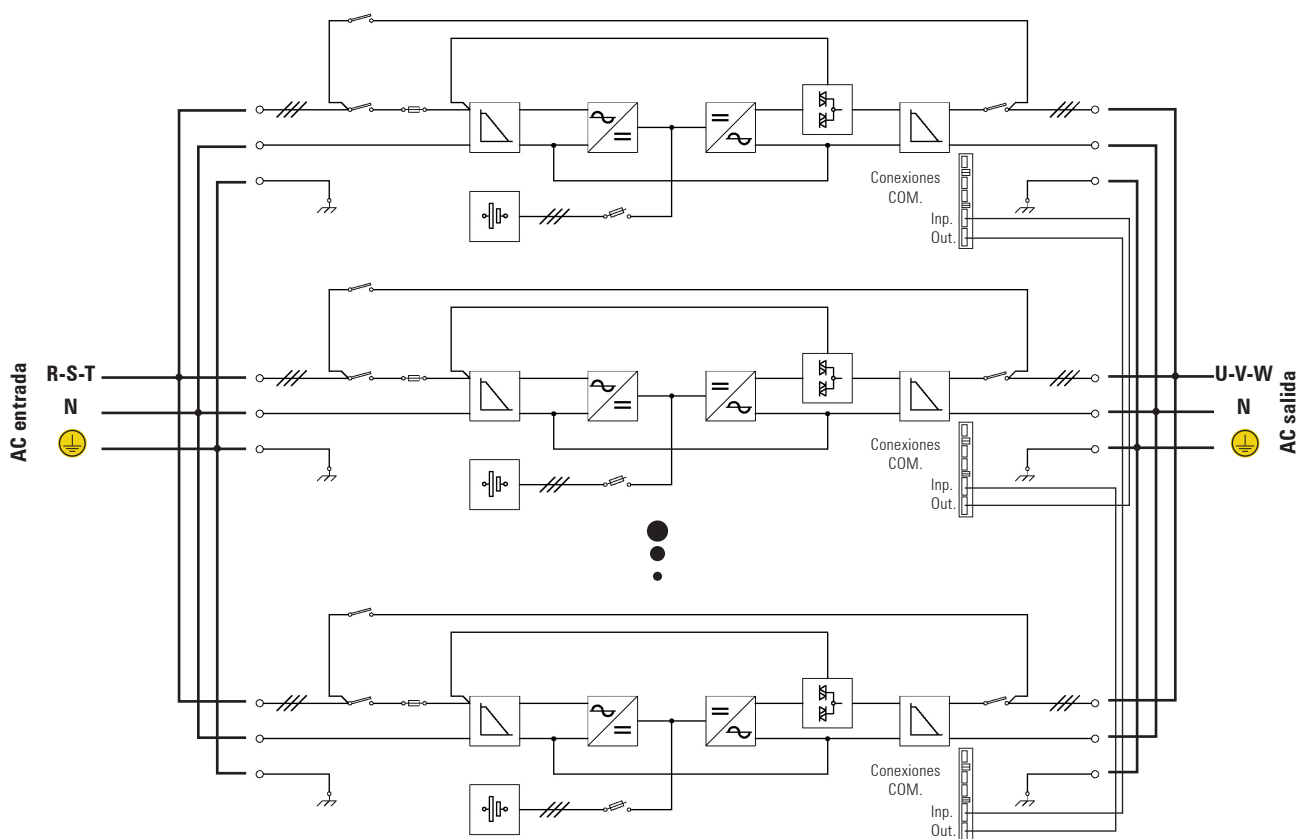 Conexiones
COM.
Inp.
Out.
AC entrada
R-S-T
N
U-V-W
N
AC salida
Conexiones
COM.
Inp.
Out.
Conexiones
COM.
Inp.
Out.